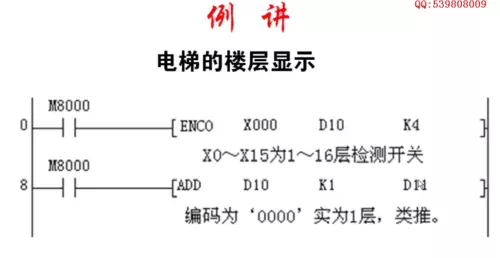 QQ:539808009
例 讲
电梯的楼层显示
M8000
0 [ENCO X000 D10 K4 ]
X0~X15为1~16层检测开关
M8000
8 [ADD D10 K1 ]
编码为‘0000’实为1层，类推。